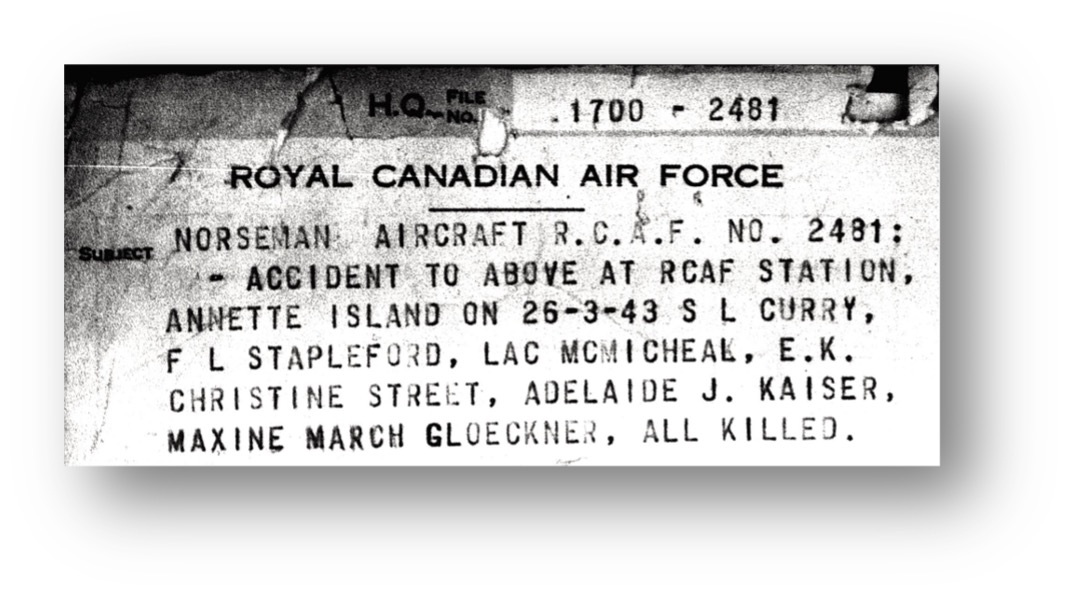 H.Q. FILE NO. 1700 - 2481
ROYAL CANADIAN AIR FORCE
SUBJECT NORSEMAN AIRCRAFT R.C.A.F. NO. 2481:
- ACCIDENT TO ABOVE AT RCAF STATION,
ANNETTE ISLAND ON 26-3-43 S L CURRY,
F L STAPLEFORD, LAC MCMICHEAL, E.K.
CHRISTINE STREET, ADELAIDE J. KAISER,
MAXINE MARCH GLOECKNER, ALL KILLED.